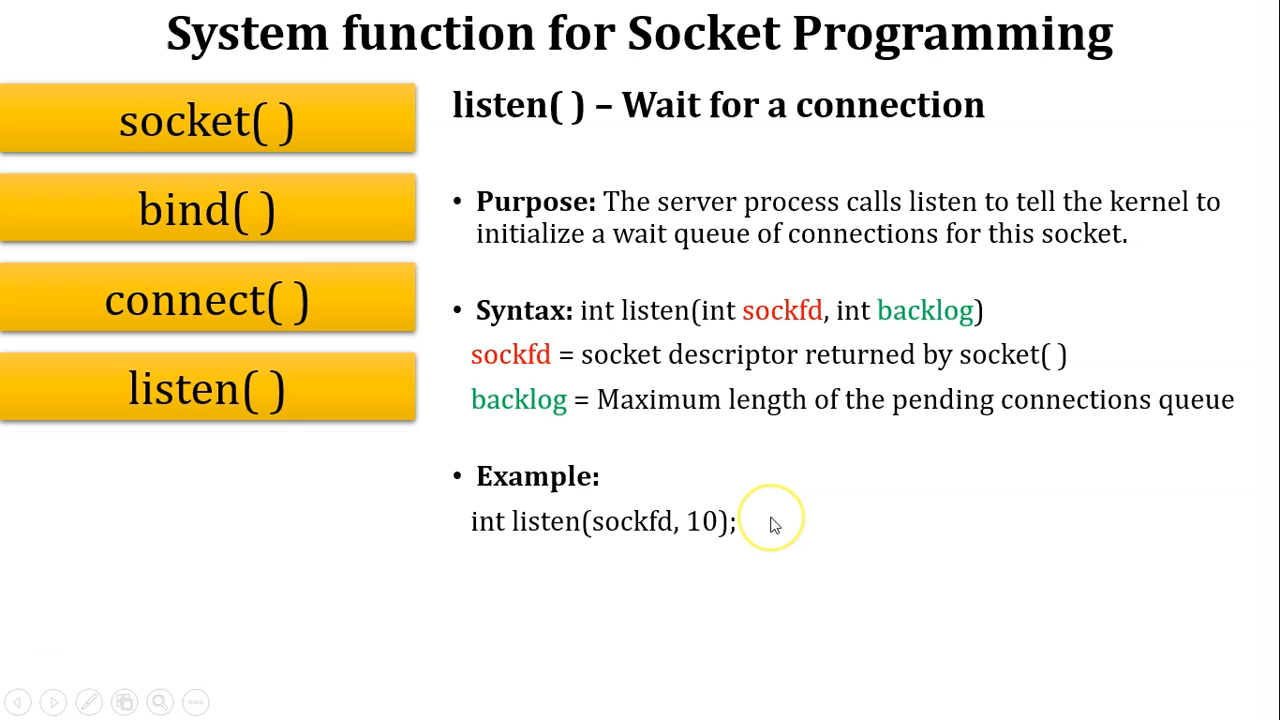 System function for Socket Programming
socket( )
bind( )
connect( )
listen( )
listen( ) – Wait for a connection
• Purpose: The server process calls listen to tell the kernel to
initialize a wait queue of connections for this socket.
• Syntax: int listen(int sockfd, int backlog)
sockfd = socket descriptor returned by socket( )
backlog = Maximum length of the pending connections queue
• Example:
int listen(sockfd, 10);